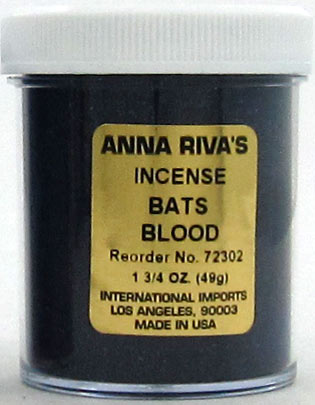 ANNA RIVA'S
INCENSE
BATS
BLOOD
Reorder No. 72302
1 3/4 OZ. (49g)
INTERNATIONAL IMPORTS
LOS ANGELES, 90003
MADE IN USA